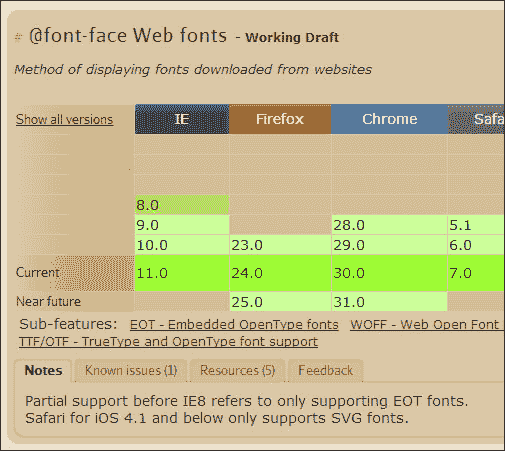 # @font-face Web fonts - Working Draft
Method of displaying fonts downloaded from websites
Show all versions IE Firefox Chrome Safa
8.0
9.0 28.0 5.1
10.0 23.0 29.0 6.0
Current 11.0 24.0 30.0 7.0
Near future 25.0 31.0
Sub-features: EOT - Embedded OpenType fonts WOFF - Web Open Font
TTF/OTF - TrueType and OpenType font support
Notes Known issues (1) Resources (5) Feedback
Partial support before IE8 refers to only supporting EOT fonts.
Safari for iOS 4.1 and below only supports SVG fonts.